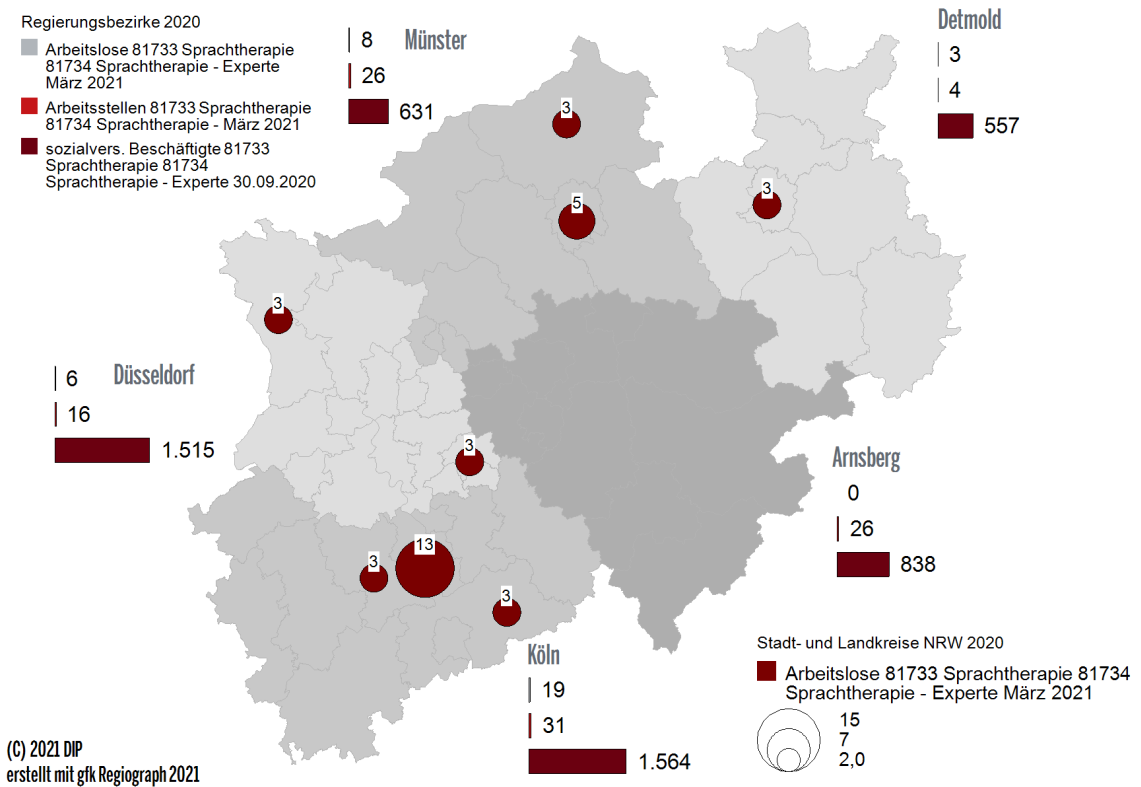 Regierungsbezirke 2020
Arbeitslose 81733 Sprachtherapie
81734 Sprachtherapie - Experte
März 2021
Arbeitsstellen 81733 Sprachtherapie
81734 Sprachtherapie - März 2021
sozialvers. Beschäftigte 81733
Sprachtherapie 81734
Sprachtherapie - Experte 30.09.2020
Münster
8
26
631
Detmold
3
4
557
3
5
3
3
Düsseldorf
6
16
1.515
3
Arnsberg
0
26
838
13
3
3
Köln
19
31
1.564
Stadt- und Landkreise NRW 2020
Arbeitslose 81733 Sprachtherapie 81734
Sprachtherapie - Experte März 2021
15
7
2,0
(C) 2021 DIP
erstellt mit gfk Regiograph 2021